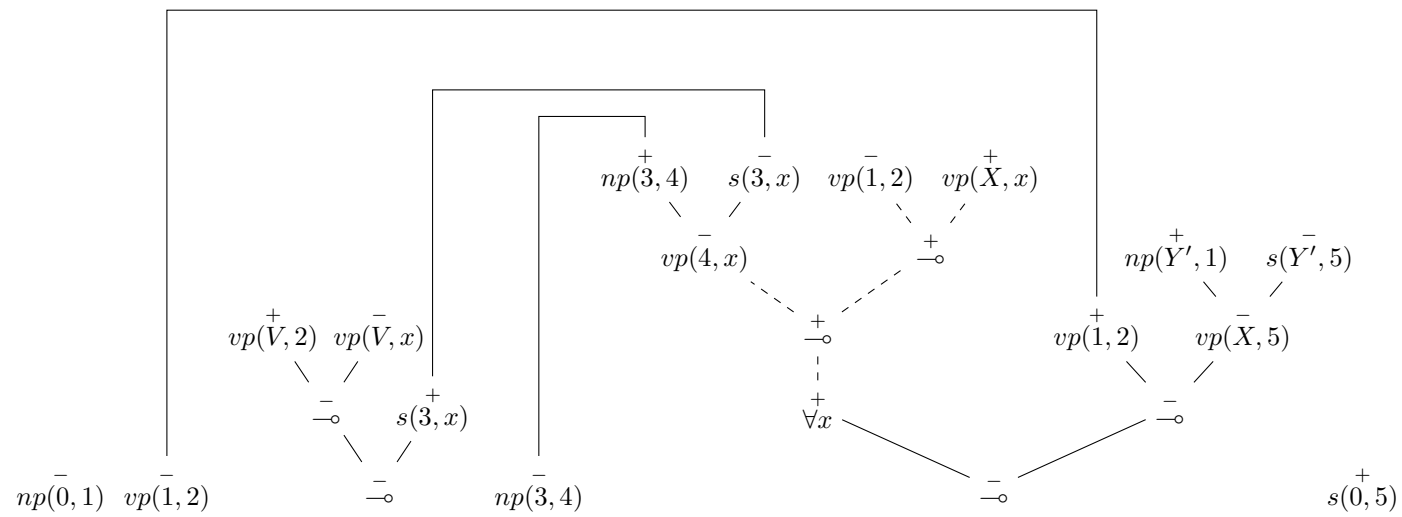 + − − +
np(3, 4) s(3, x) vp(1, 2) vp(X, x)
− + + −
vp(4, x) ⊸ np(Y′, 1) s(Y′, 5)
+ − + + −
vp(V, 2) vp(V, x) ⊸ vp(1, 2) vp(X, 5)
− + + −
⊸ s(3, x) ∀x ⊸
− − − − − +
np(0, 1) vp(1, 2) ⊸ np(3, 4) ⊸ s(0, 5)